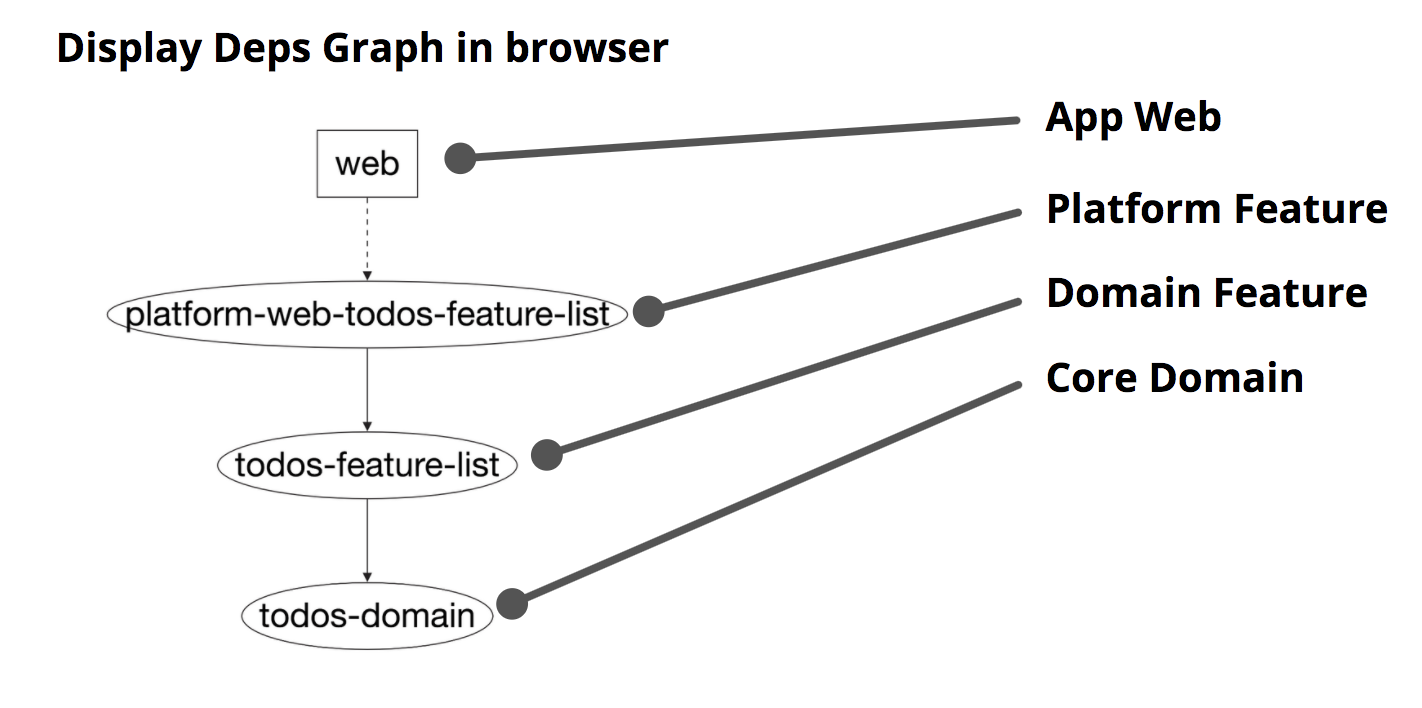 Display Deps Graph in browser
web
platform-web-todos-feature-list
todos-feature-list
todos-domain
App Web
Platform Feature
Domain Feature
Core Domain